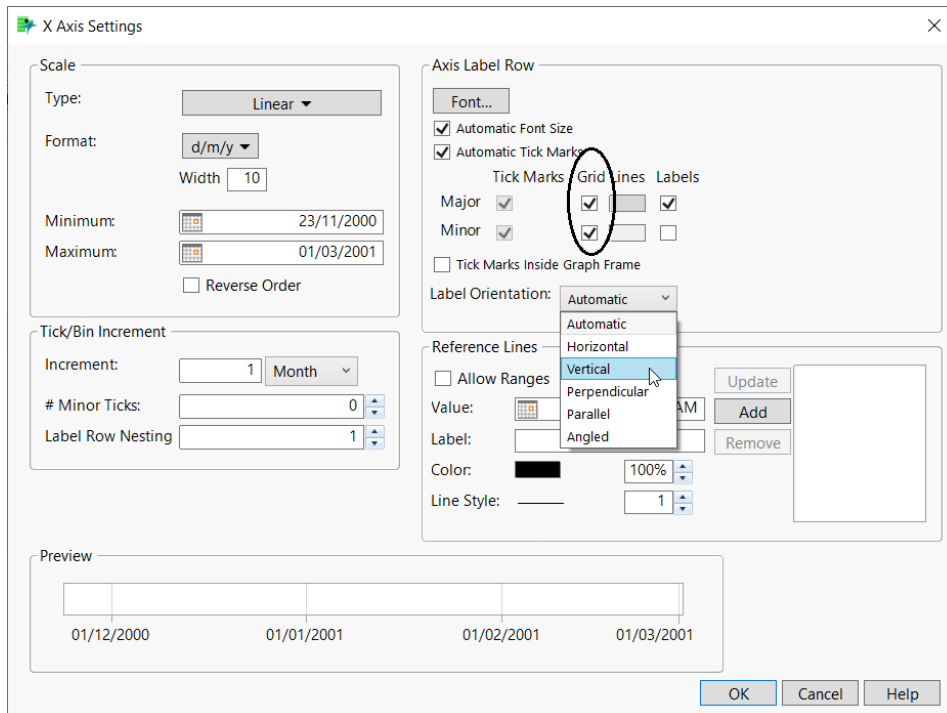 X Axis Settings
Scale
Type:
Linear
Format:
d/m/y
Width 10
Minimum:
23/11/2000
Maximum:
01/03/2001
Reverse Order
Tick/Bin Increment
Increment:
1 Month
# Minor Ticks:
0
Label Row Nesting
1
Axis Label Row
Font...
Automatic Font Size
Automatic Tick Marks
Tick Marks Grid Lines Labels
Major
Minor
Tick Marks Inside Graph Frame
Label Orientation: Automatic
Automatic
Horizontal
Vertical
Perpendicular
Parallel
Angled
Reference Lines
Allow Ranges
Update
Value:
AM
Add
Label:
Remove
Color:
100%
Line Style:
1
Preview
01/12/2000 01/01/2001 01/02/2001 01/03/2001
OK Cancel Help